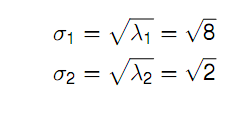 σ₁ = √λ₁ = √8
σ₂ = √λ₂ = √2